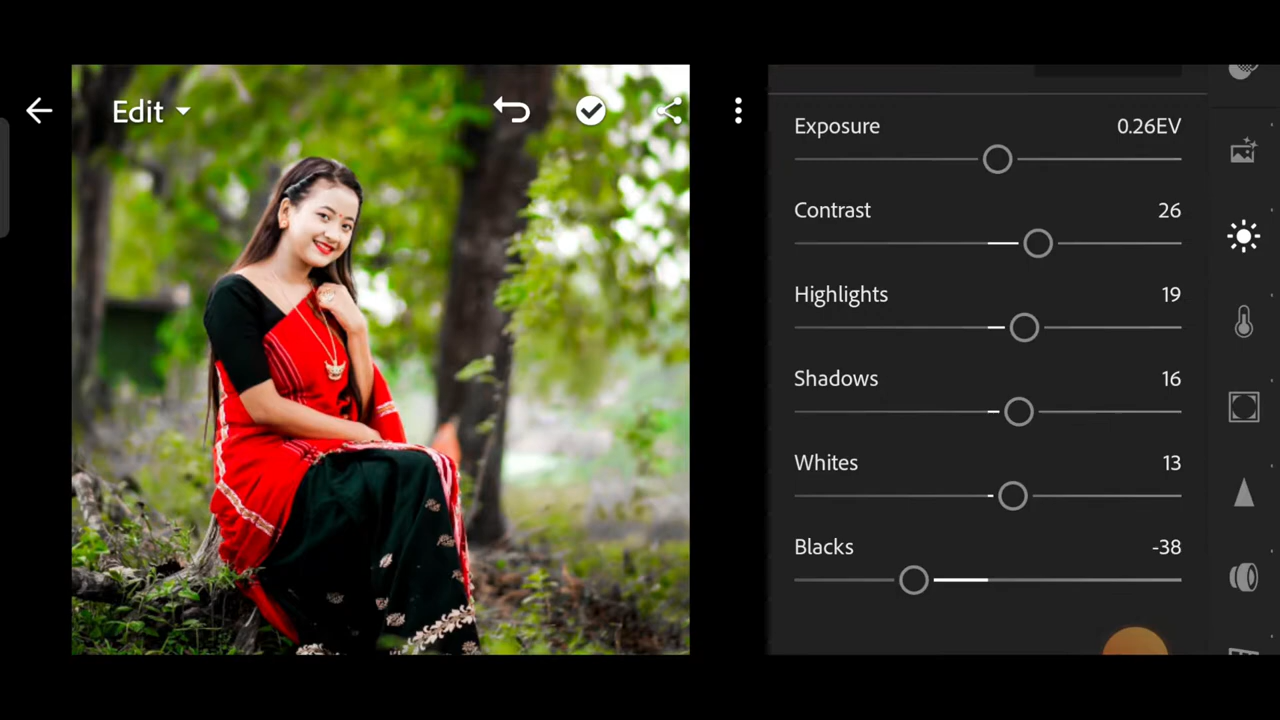 Edit
Exposure 0.26EV
Contrast 26
Highlights 19
Shadows 16
Whites 13
Blacks -38